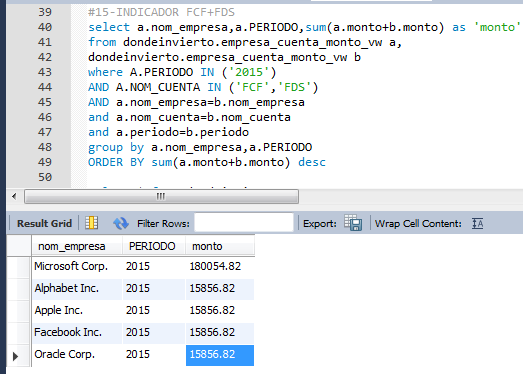 39 #15-INDICADOR FCF+FDS
40 select a.nom_empresa,a.PERIODO,sum(a.monto+b.monto) as 'monto'
41 from dondeinvierto.empresa_cuenta_monto_vw a,
42 dondeinvierto.empresa_cuenta_monto_vw b
43 where A.PERIODO IN ('2015')
44 AND A.NOM_CUENTA IN ('FCF','FDS')
45 AND a.nom_empresa=b.nom_empresa
46 and a.nom_cuenta=b.nom_cuenta
47 and a.periodo=b.periodo
48 group by a.nom_empresa,a.PERIODO
49 ORDER BY sum(a.monto+b.monto) desc
50
Result Grid Filter Rows: Export: Wrap Cell Content:
nom_empresa PERIODO monto
Microsoft Corp. 2015 180054.82
Alphabet Inc. 2015 15856.82
Apple Inc. 2015 15856.82
Facebook Inc. 2015 15856.82
Oracle Corp. 2015 15856.82